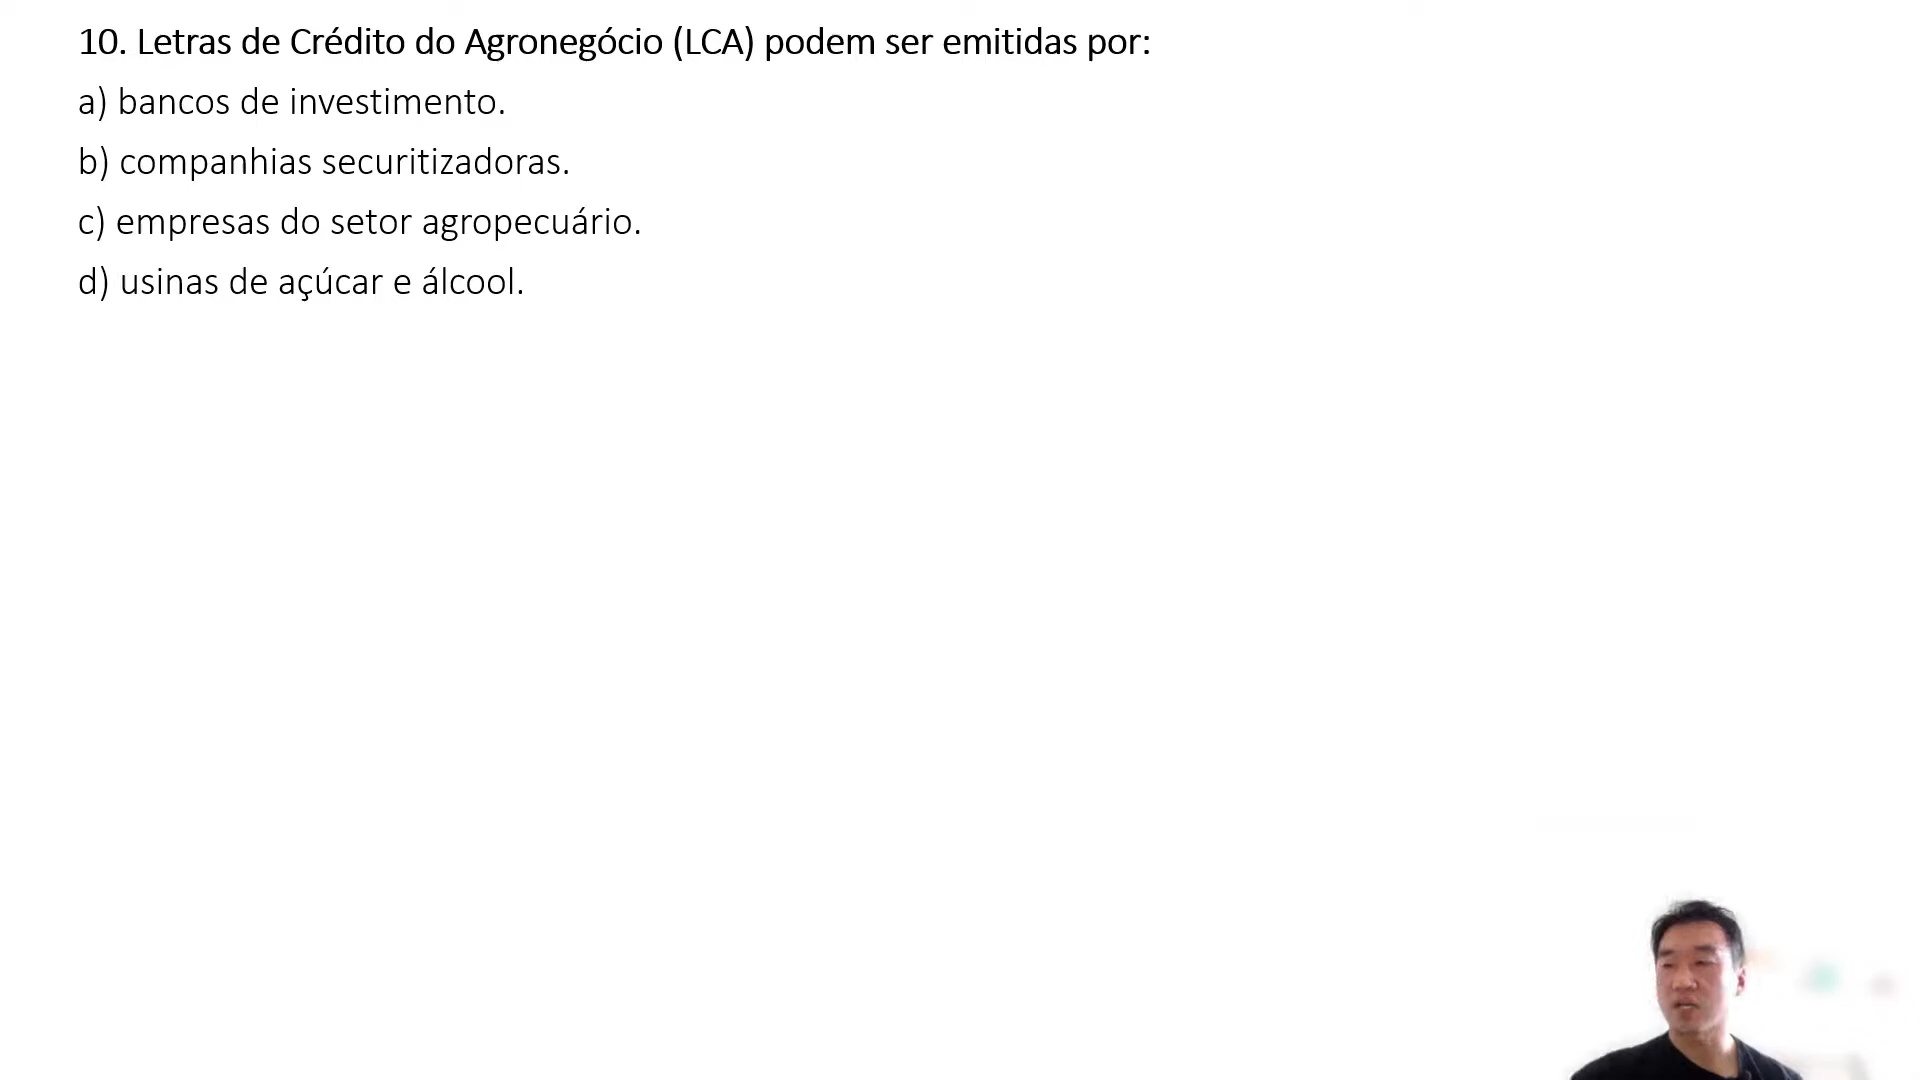 10. Letras de Crédito do Agronegócio (LCA) podem ser emitidas por:
a) bancos de investimento.
b) companhias securitizadoras.
c) empresas do setor agropecuário.
d) usinas de açúcar e álcool.